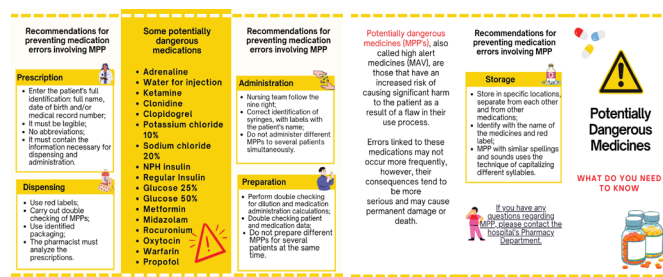 Recommendations for
preventing medication
errors involving MPP
Prescription
Enter the patient's full
identification: full name,
date of birth and/or
medical record number;
It must be legible;
No abbreviations;
It must contain the
information necessary for
dispensing and
administration.
Dispensing
Use red labels;
Carry out double
checking of MPPs;
Use identified
packaging;
The pharmacist must
analyze the
prescriptions.
Some potentially
dangerous
medications
Adrenaline
Water for injection
Ketamine
Clonidine
Clopidogrel
Potassium chloride
10%
Sodium chloride
20%
NPH insulin
Regular Insulin
Glucose 25%
Glucose 50%
Metformin
Midazolam
Rocuronium
Oxytocin
Warfarin
Propofol
Recommendations for
preventing medication
errors involving MPP
Administration
Nursing team follow the
nine right;
Correct identification of
syringes, with labels with
the patient's name;
Do not administer different
MPPs to several patients
simultaneously.
Preparation
Perform double checking
for dilution and medication
administration calculations;
Double checking patient
and medication data;
Do not prepare different
MPPs for several
patients at the same
time.
Potentially dangerous
medicines (MPP's), also
called high alert
medicines (MAV), are
those that have an
increased risk of
causing significant harm
to the patient as a
result of a flaw in their
use process.
Errors linked to these
medications may not
occur more frequently,
however, their
consequences tend to
be more
serious and may cause
permanent damage or
death.
Recommendations for
preventing medication
errors involving MPP
Storage
Store in specific locations,
separate from each other
and from other
medications;
Identify with the name of
the medicines and red
label;
MPP with similar spellings
and sounds uses the
technique of capitalizing
different syllables.
If you have any
questions regarding
MPP, please contact the
hospital's Pharmacy
Department.
Potentially
Dangerous
Medicines
WHAT DO YOU NEED
TO KNOW